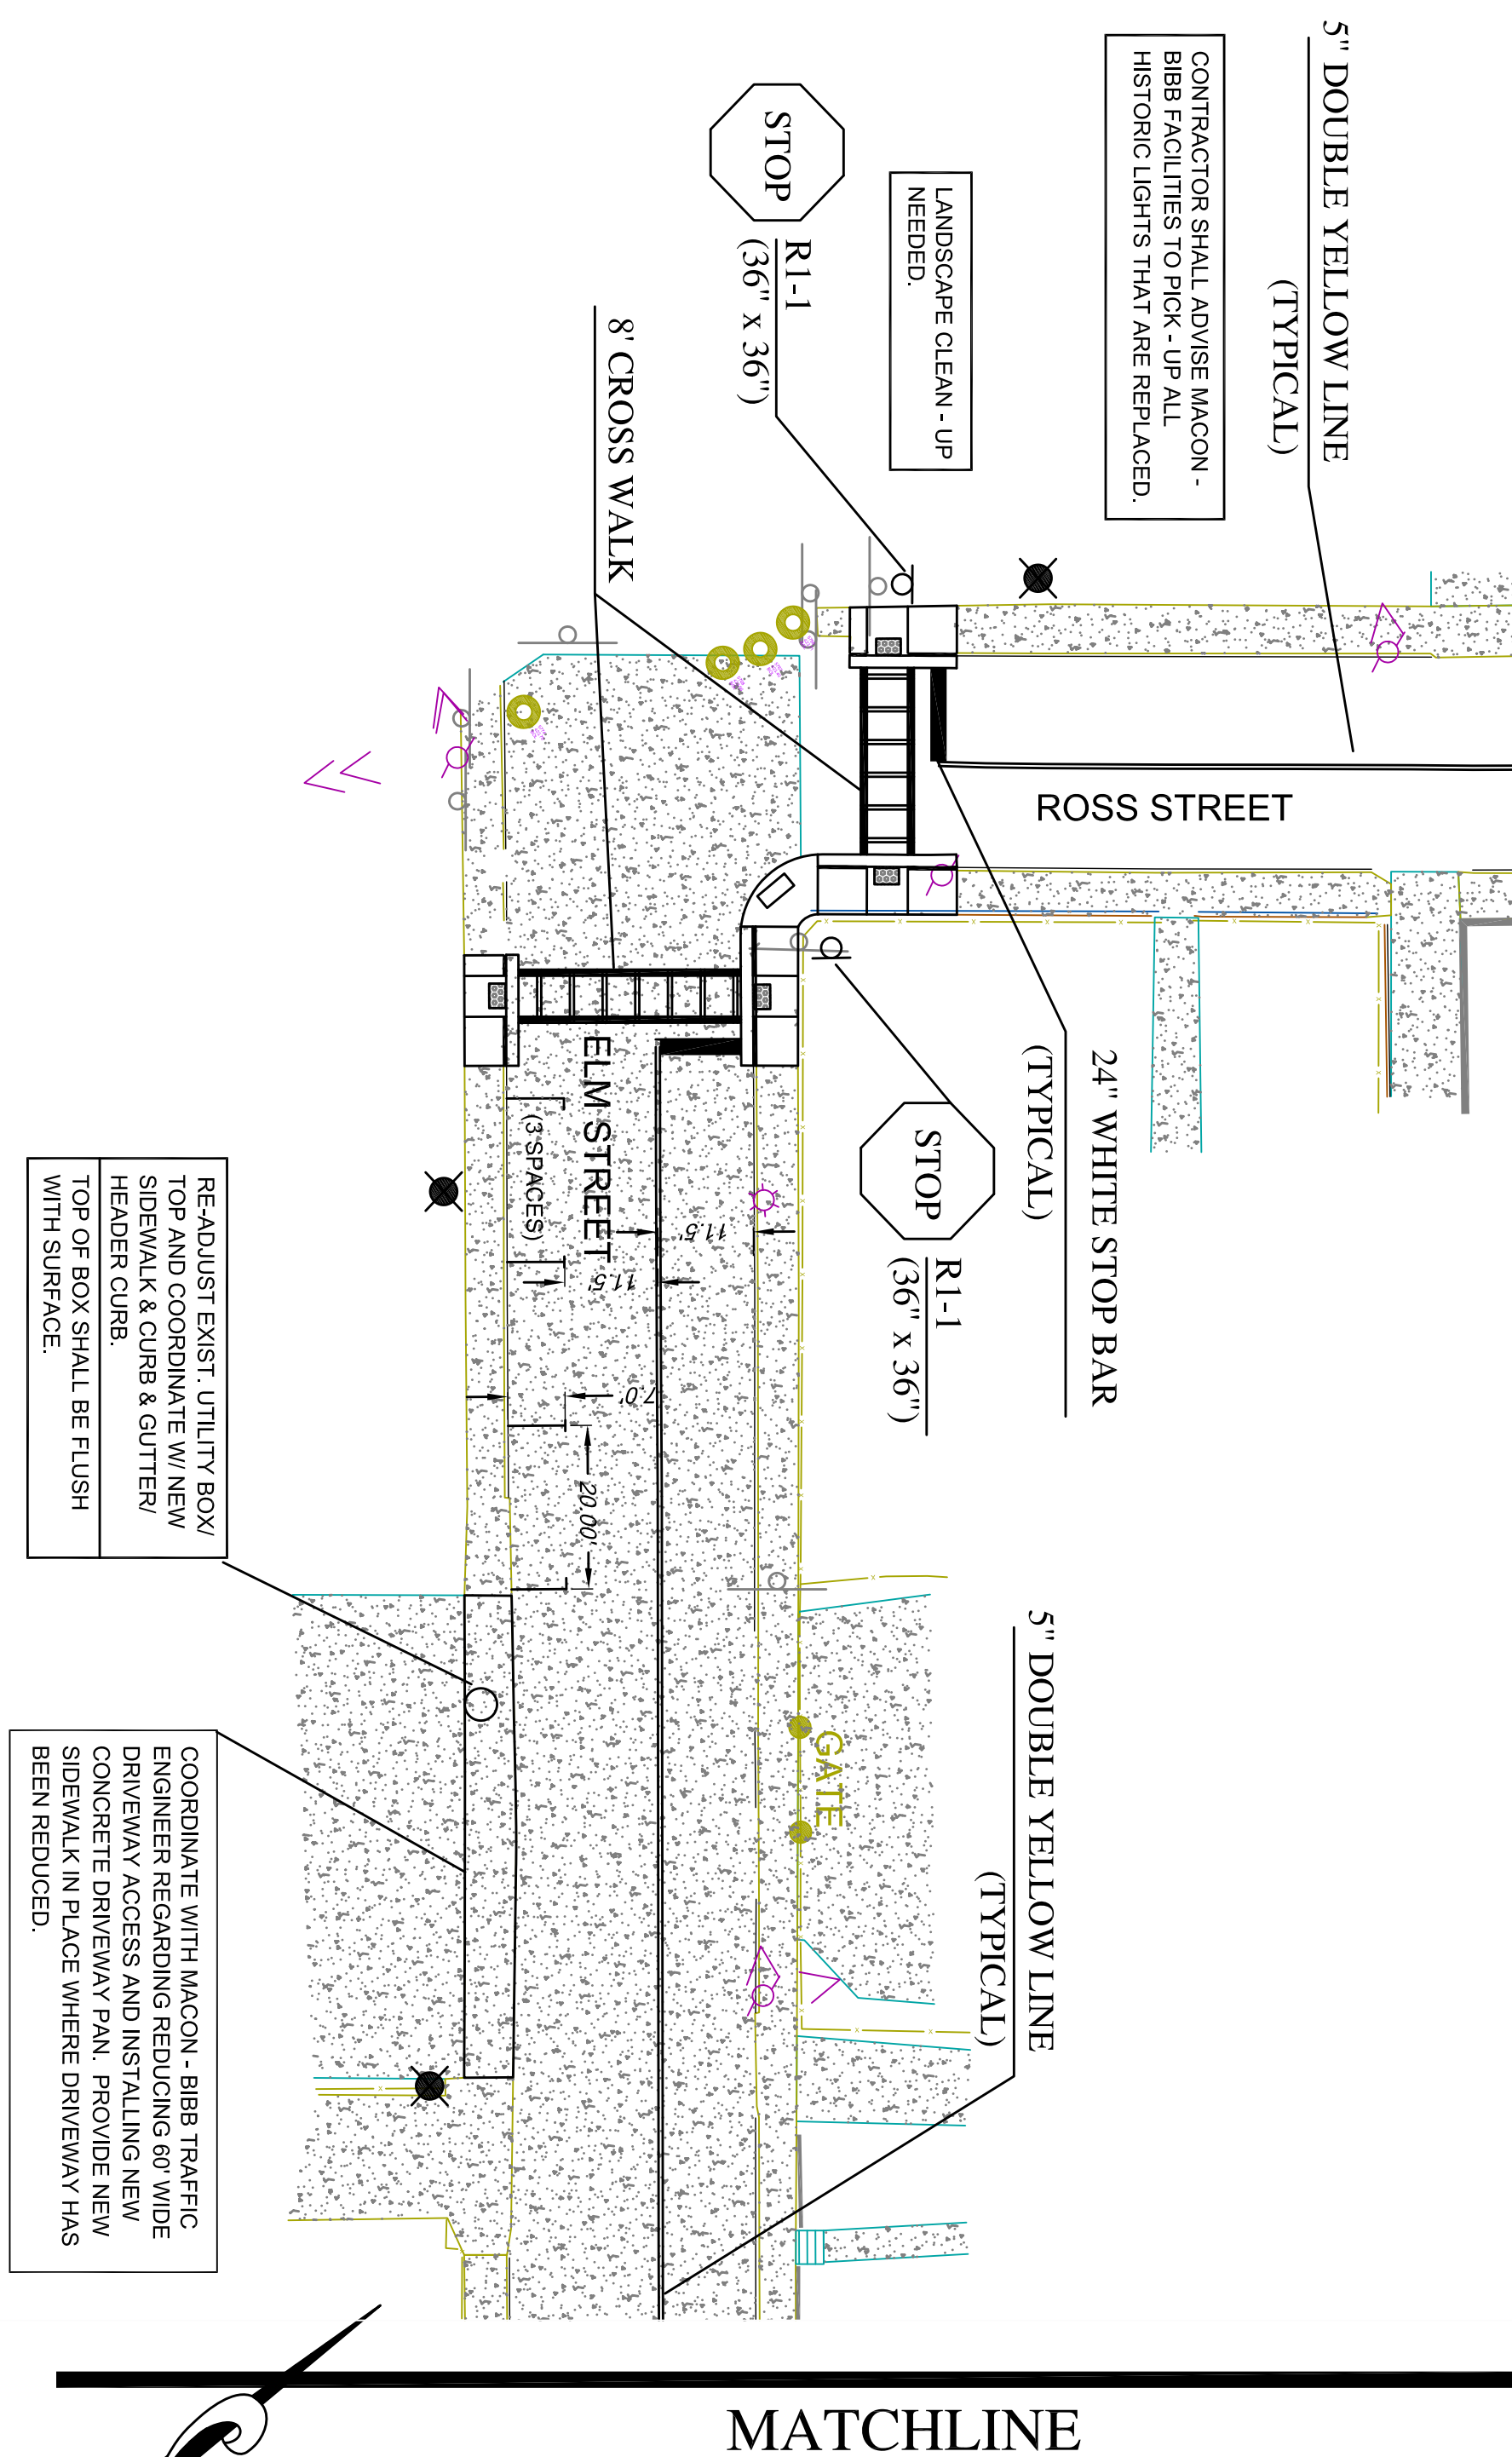 5" DOUBLE YELLOW LINE
(TYPICAL)
CONTRACTOR SHALL ADVISE MACON -
BIBB FACILITIES TO PICK - UP ALL
HISTORIC LIGHTS THAT ARE REPLACED.
LANDSCAPE CLEAN - UP
NEEDED.
STOP
R1-1
(36" x 36")
8' CROSS WALK
ROSS STREET
24" WHITE STOP BAR
(TYPICAL)
STOP
R1-1
(36" x 36")
ELM STREET
(3 SPACES)
11.5'
11.5'
7.0'
20.00'
GATE
5" DOUBLE YELLOW LINE
(TYPICAL)
RE-ADJUST EXIST. UTILITY BOX/
TOP AND COORDINATE W/ NEW
SIDEWALK & CURB & GUTTER/
HEADER CURB.
TOP OF BOX SHALL BE FLUSH
WITH SURFACE.
COORDINATE WITH MACON - BIBB TRAFFIC
ENGINEER REGARDING REDUCING 60' WIDE
DRIVEWAY ACCESS AND INSTALLING NEW
CONCRETE DRIVEWAY PAN.  PROVIDE NEW
SIDEWALK IN PLACE WHERE DRIVEWAY HAS
BEEN REDUCED.
MATCHLINE